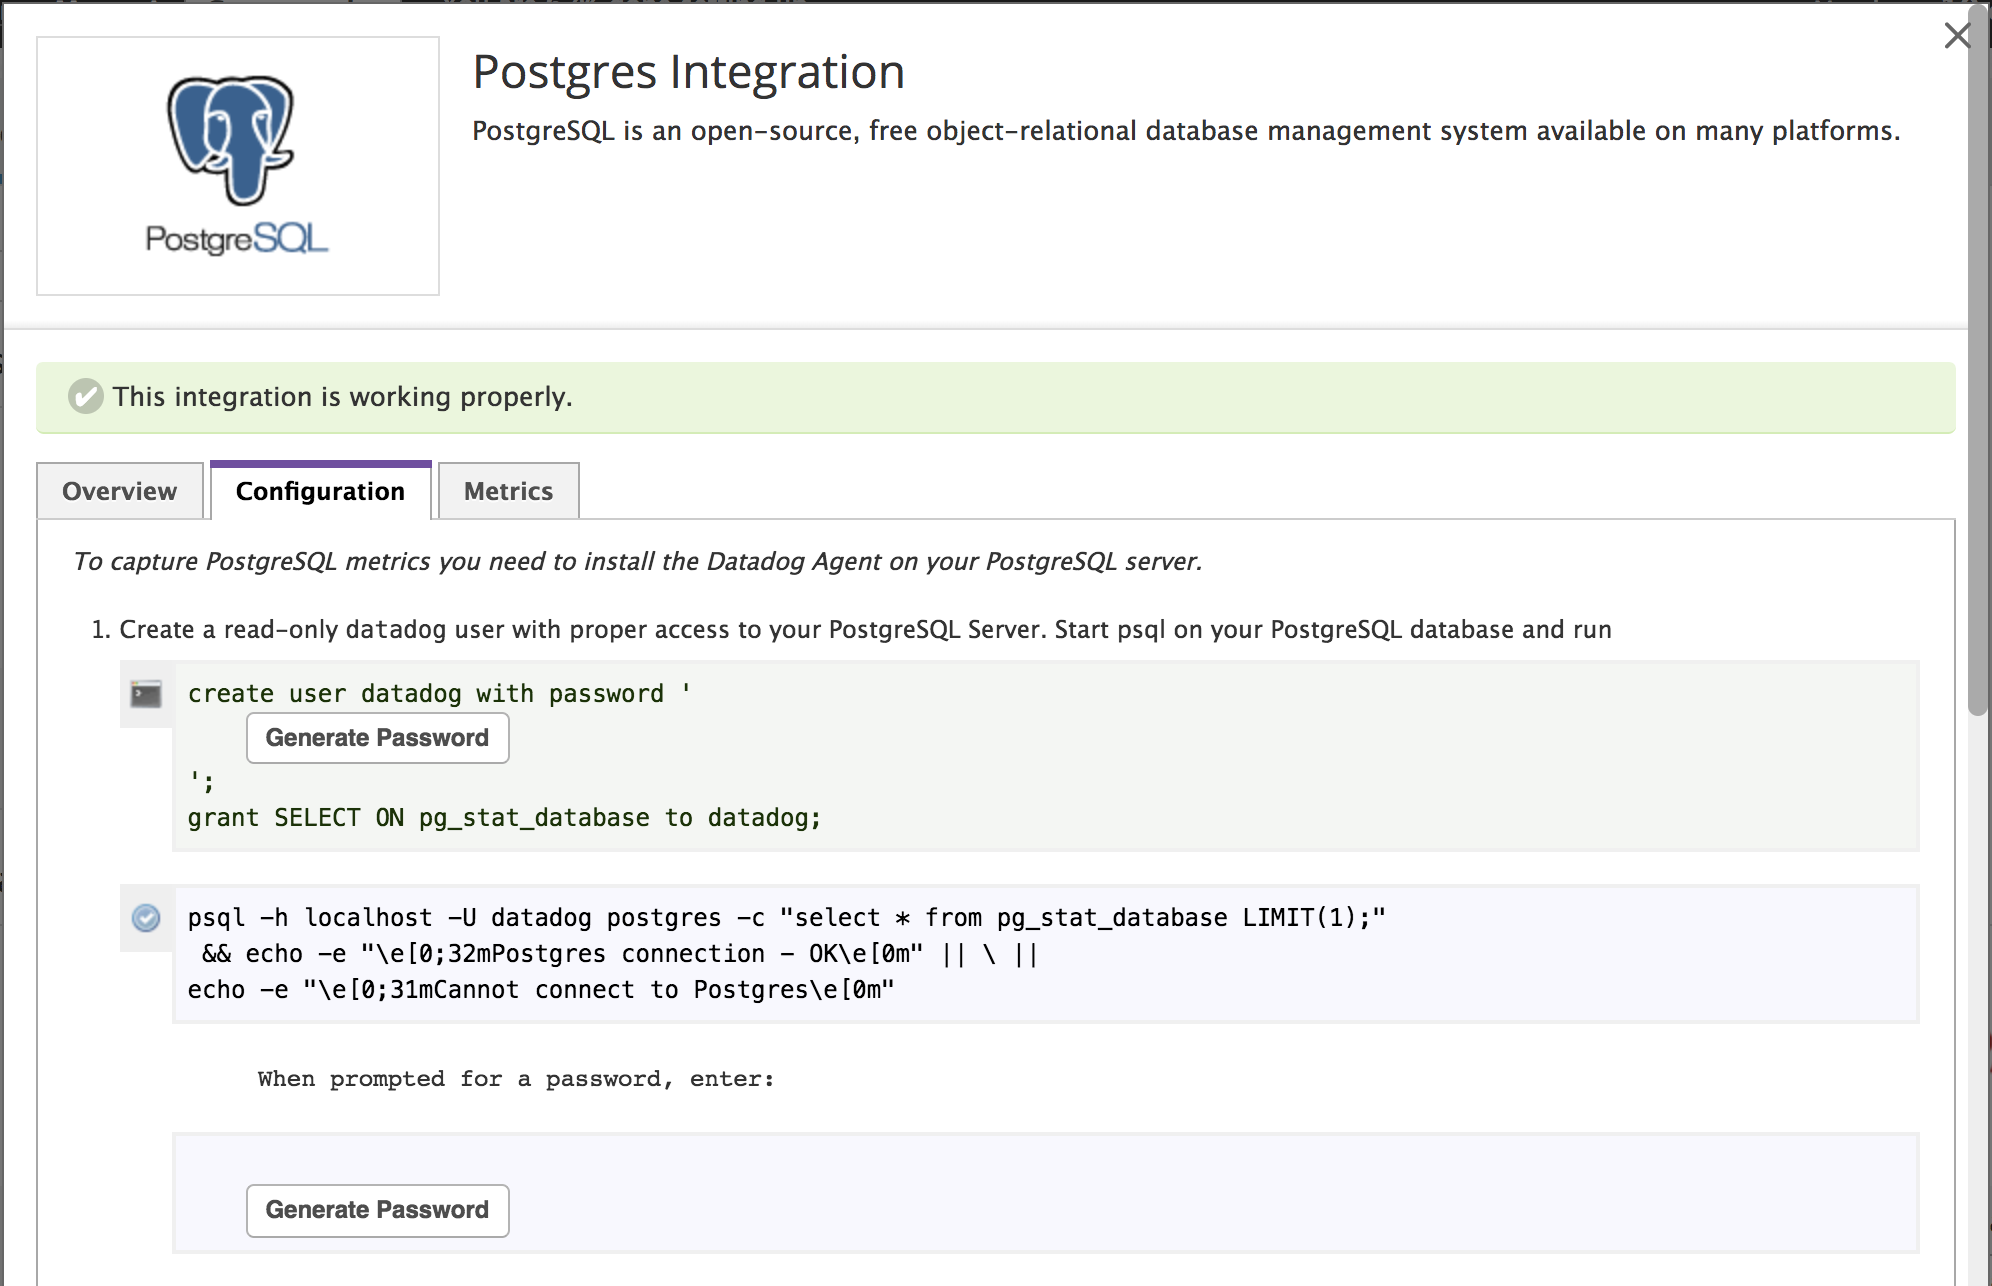 PostgreSQL
Postgres Integration
PostgreSQL is an open-source, free object-relational database management system available on many platforms.
This integration is working properly.
Overview
Configuration
Metrics
To capture PostgreSQL metrics you need to install the Datadog Agent on your PostgreSQL server.
1. Create a read-only datadog user with proper access to your PostgreSQL Server. Start psql on your PostgreSQL database and run
create user datadog with password '
Generate Password
';
grant SELECT ON pg_stat_database to datadog;
psql -h localhost -U datadog postgres -c "select * from pg_stat_database LIMIT(1);"
&& echo -e "\e[0;32mPostgres connection - OK\e[0m" || \ ||
echo -e "\e[0;31mCannot connect to Postgres\e[0m"
When prompted for a password, enter:
Generate Password